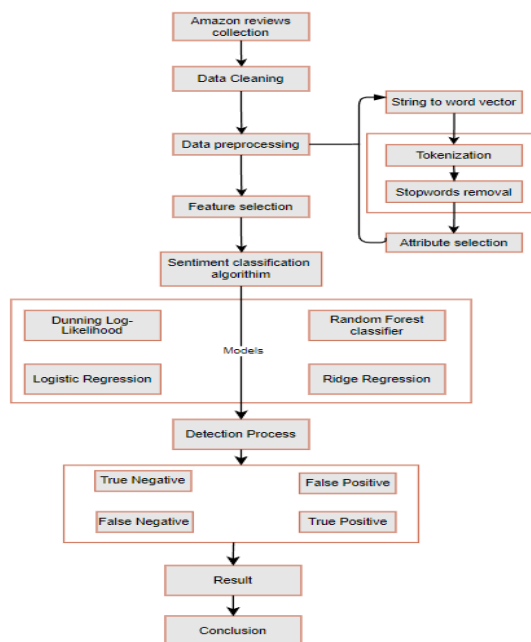 Amazon reviews
collection
Data Cleaning
Data preprocessing
String to word vector
Tokenization
Stopwords removal
Attribute selection
Feature selection
Sentiment classification
algorithim
Dunning Log-
Likelihood
Random Forest
classifier
Models
Logistic Regression
Ridge Regression
Detection Process
True Negative
False Positive
False Negative
True Positive
Result
Conclusion